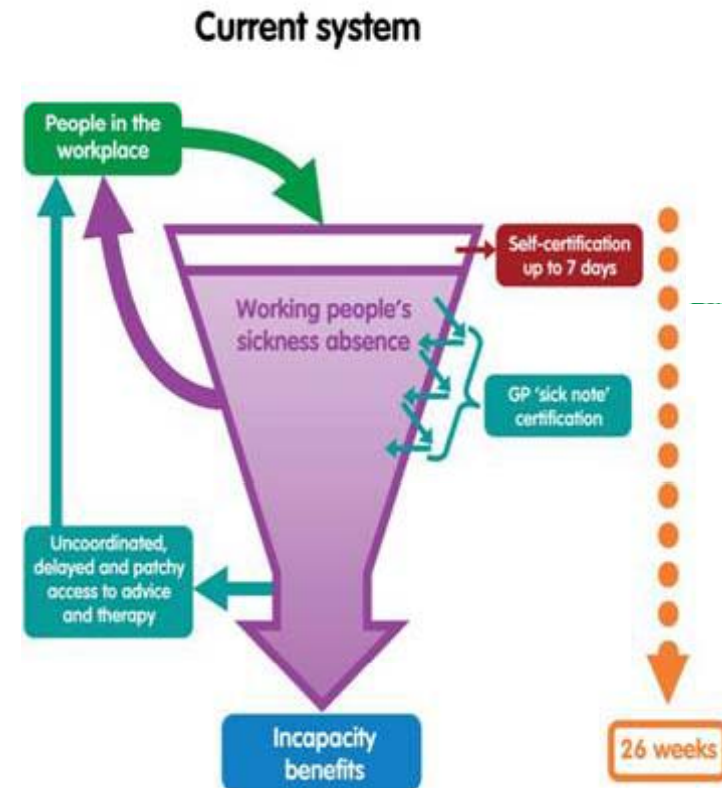 Current system
People in the
workplace
Self-certification
up to 7 days
Working people's
sickness absence
GP 'sick note'
certification
Uncoordinated,
delayed and patchy
access to advice
and therapy
Incapacity
benefits
26 weeks